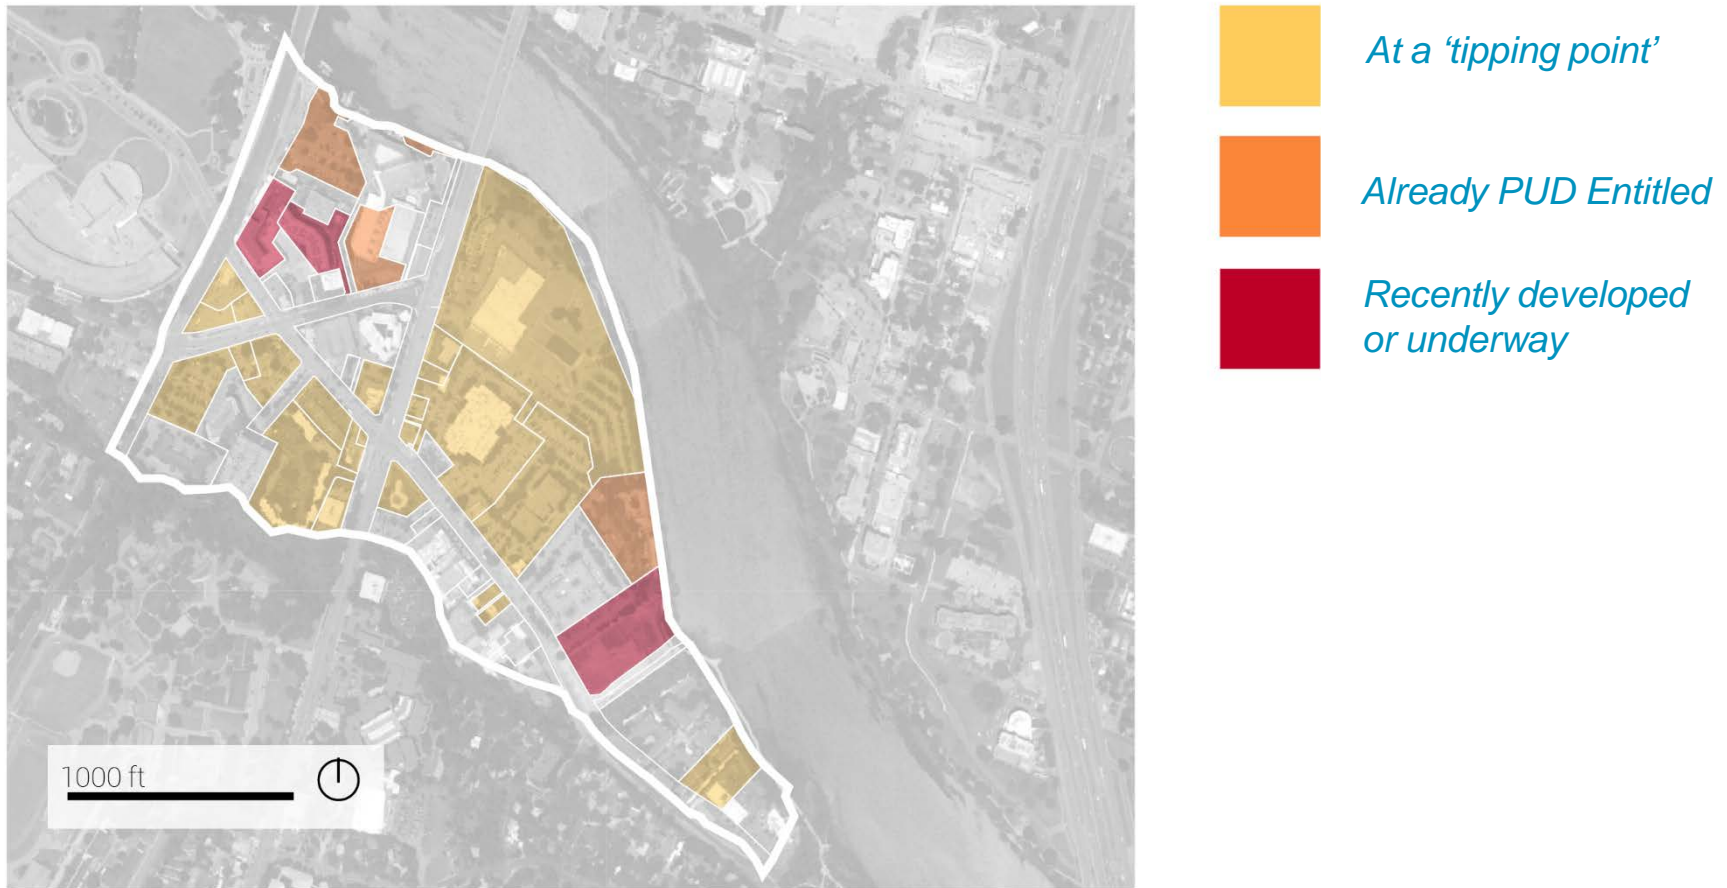 At a ‘tipping point’
Already PUD Entitled
Recently developed
or underway
1000 ft